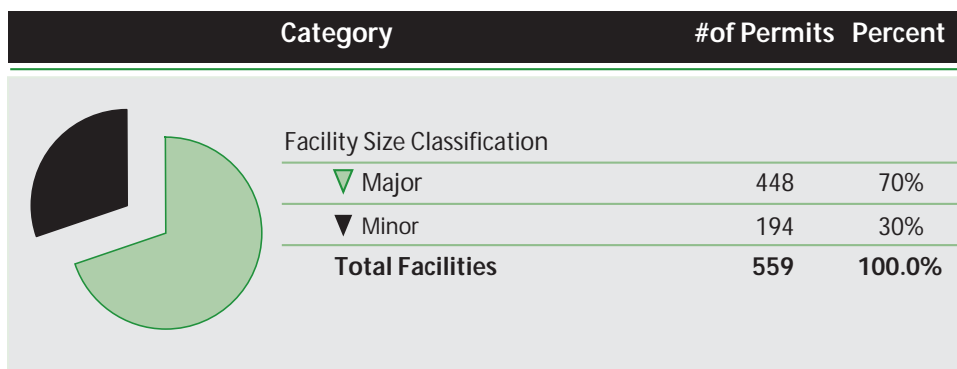 Category #of Permits Percent
Facility Size Classification
Major 448 70%
Minor 194 30%
Total Facilities 559 100.0%